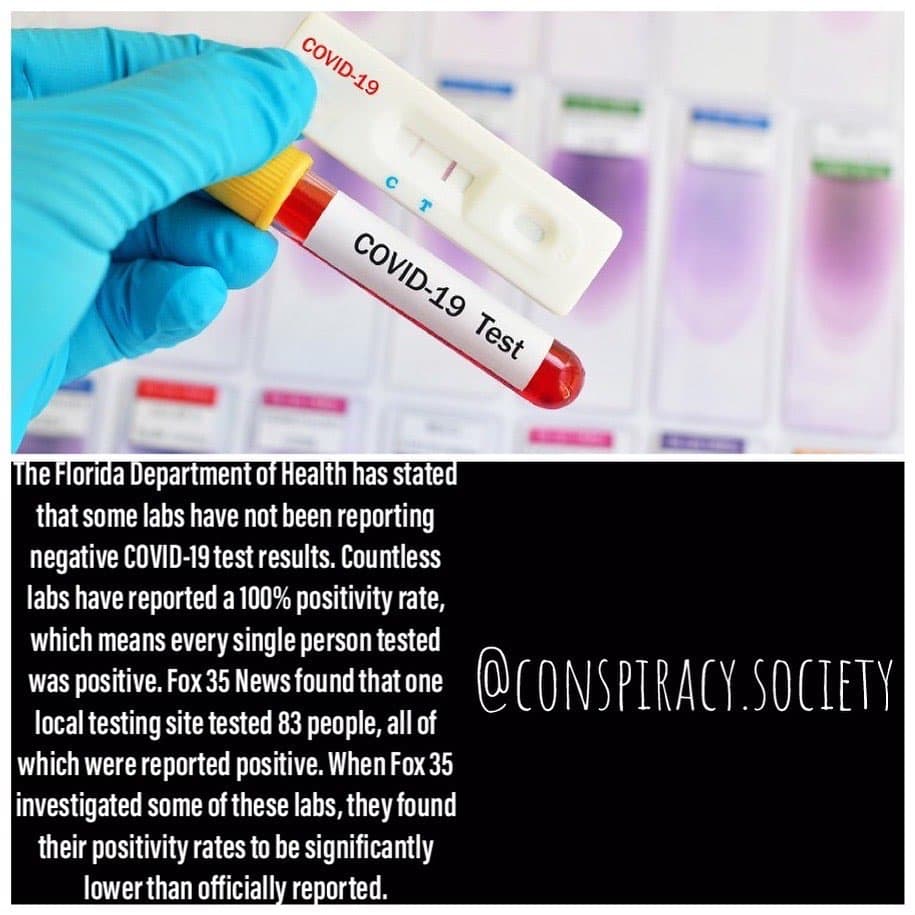 COVID-19
C
T
COVID-19 Test
The Florida Department of Health has stated
that some labs have not been reporting
negative COVID-19 test results. Countless
labs have reported a 100% positivity rate,
which means every single person tested
was positive. Fox 35 News found that one
local testing site tested 83 people, all of
which were reported positive. When Fox 35
investigated some of these labs, they found
their positivity rates to be significantly
lower than officially reported.
@CONSPIRACY.SOCIETY